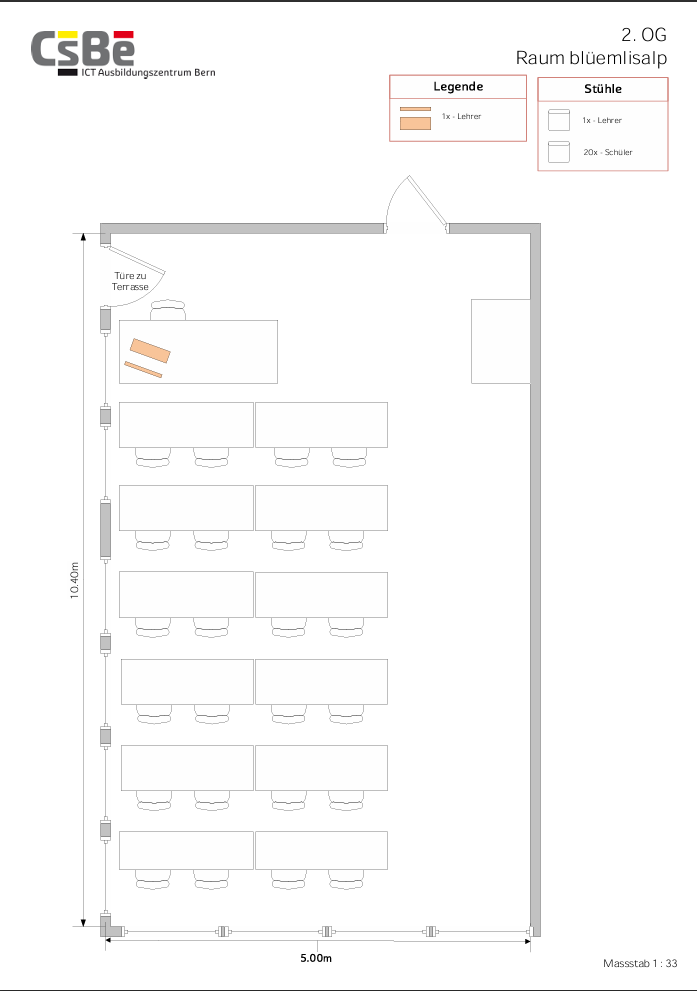 CsBe
ICT Ausbildungszentrum Bern
2. OG
Raum blüemlisalp
Legende
1x - Lehrer
Stühle
1x - Lehrer
20x - Schüler
Türe zu
Terrasse
10.40m
5.00m
Massstab 1 : 33